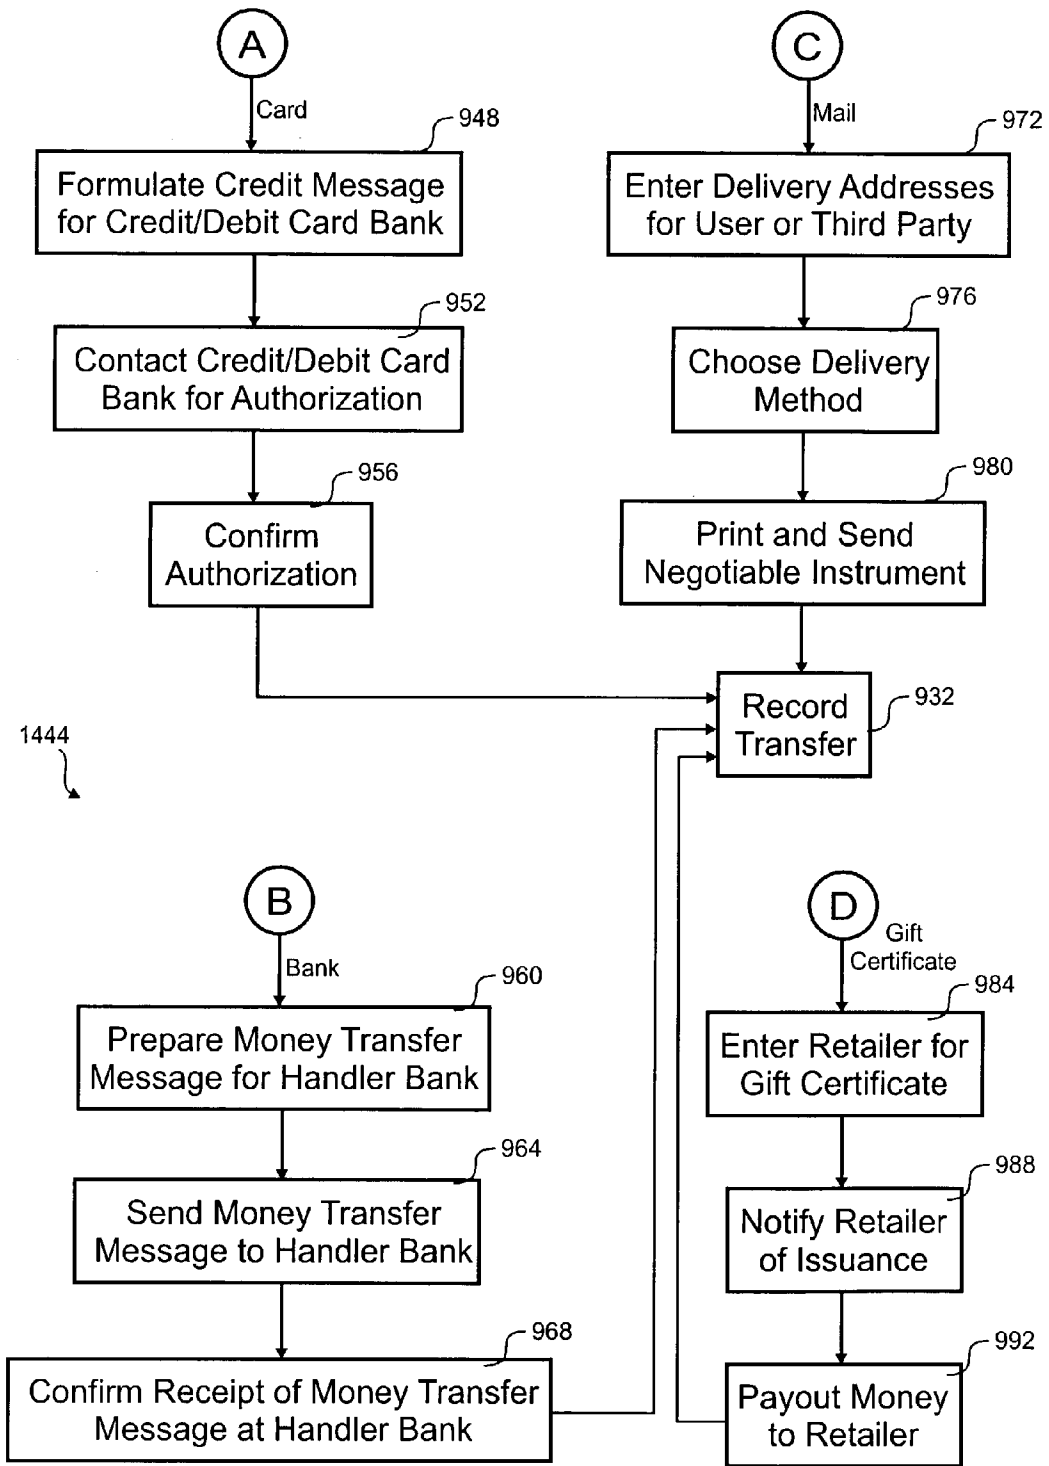 A
Card
948
Formulate Credit Message
for Credit/Debit Card Bank
952
Contact Credit/Debit Card
Bank for Authorization
956
Confirm
Authorization
C
Mail
972
Enter Delivery Addresses
for User or Third Party
976
Choose Delivery
Method
980
Print and Send
Negotiable Instrument
Record
Transfer
932
1444
B
Bank
960
Prepare Money Transfer
Message for Handler Bank
964
Send Money Transfer
Message to Handler Bank
968
Confirm Receipt of Money Transfer
Message at Handler Bank
D
Gift
Certificate
984
Enter Retailer for
Gift Certificate
988
Notify Retailer
of Issuance
992
Payout Money
to Retailer